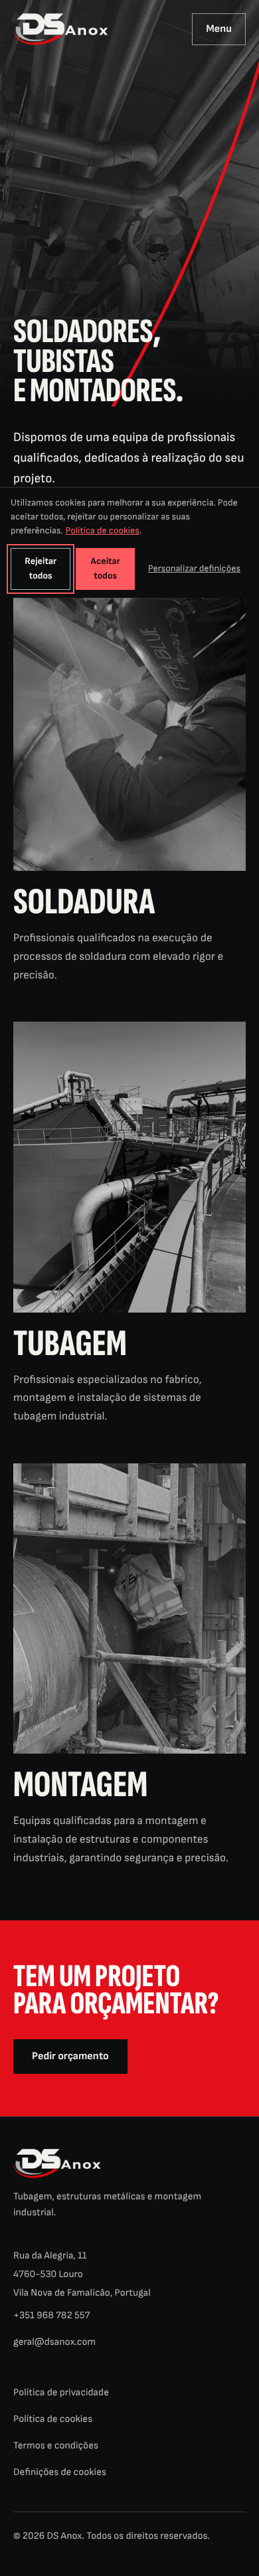 DS Anox
Menu
SOLDADORES,
TUBISTAS
E MONTADORES.
Dispomos de uma equipa de profissionais
qualificados, dedicados à realização do seu
projeto.
Utilizamos cookies para melhorar a sua experiência. Pode
aceitar todos, rejeitar ou personalizar as suas
preferências. Política de cookies.
Rejeitar
todos
Aceitar
todos
Personalizar definições
SOLDADURA
Profissionais qualificados na execução de
processos de soldadura com elevado rigor e
precisão.
TUBAGEM
Profissionais especializados no fabrico,
montagem e instalação de sistemas de
tubagem industrial.
MONTAGEM
Equipas qualificadas para a montagem e
instalação de estruturas e componentes
industriais, garantindo segurança e precisão.
TEM UM PROJETO
PARA ORÇAMENTAR?
Pedir orçamento
DS Anox
Tubagem, estruturas metálicas e montagem
industrial.
Rua da Alegria, 11
4760-530 Louro
Vila Nova de Famalicão, Portugal
+351 968 782 557
geral@dsanox.com
Política de privacidade
Política de cookies
Termos e condições
Definições de cookies
© 2026 DS Anox. Todos os direitos reservados.